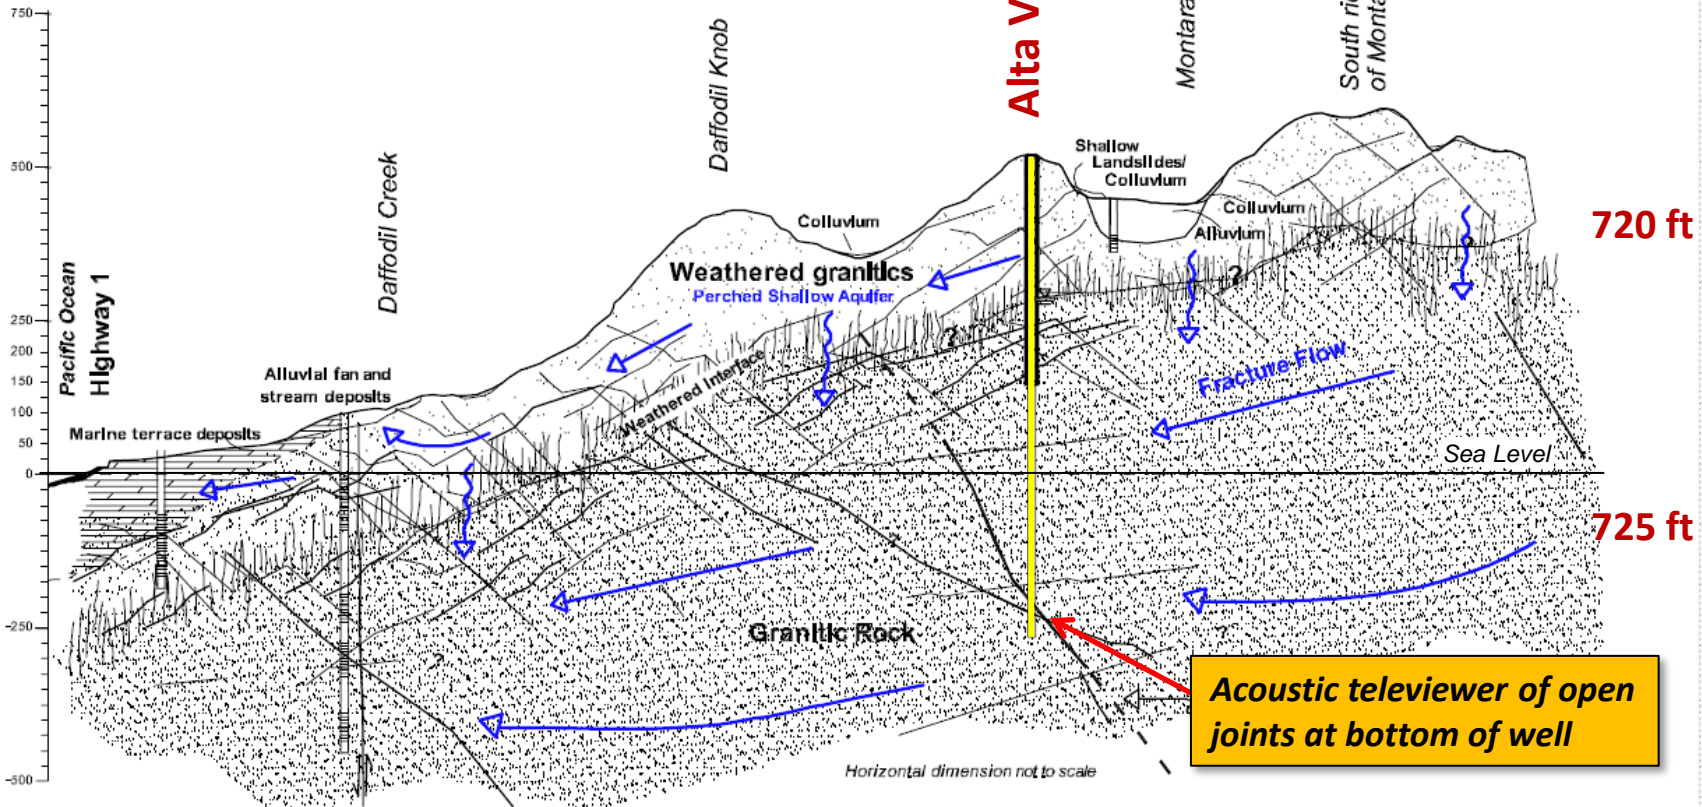 750
500
250
200
150
100
50
0
-250
-500
Pacific Ocean
Highway 1
Daffodil Creek
Daffodil Knob
Alta V
Montara
South ri
of Monta
Shallow
Landslides/
Colluvium
Colluvium
Colluvium
Alluvium
Weathered granitics
Perched Shallow Aquifer
?
?
?
Weathered Interface
Alluvial fan and
stream deposits
Marine terrace deposits
Fracture Flow
Sea Level
720 ft
725 ft
?
Granitic Rock
?
?
Acoustic televiewer of open
joints at bottom of well
Horizontal dimension not to scale